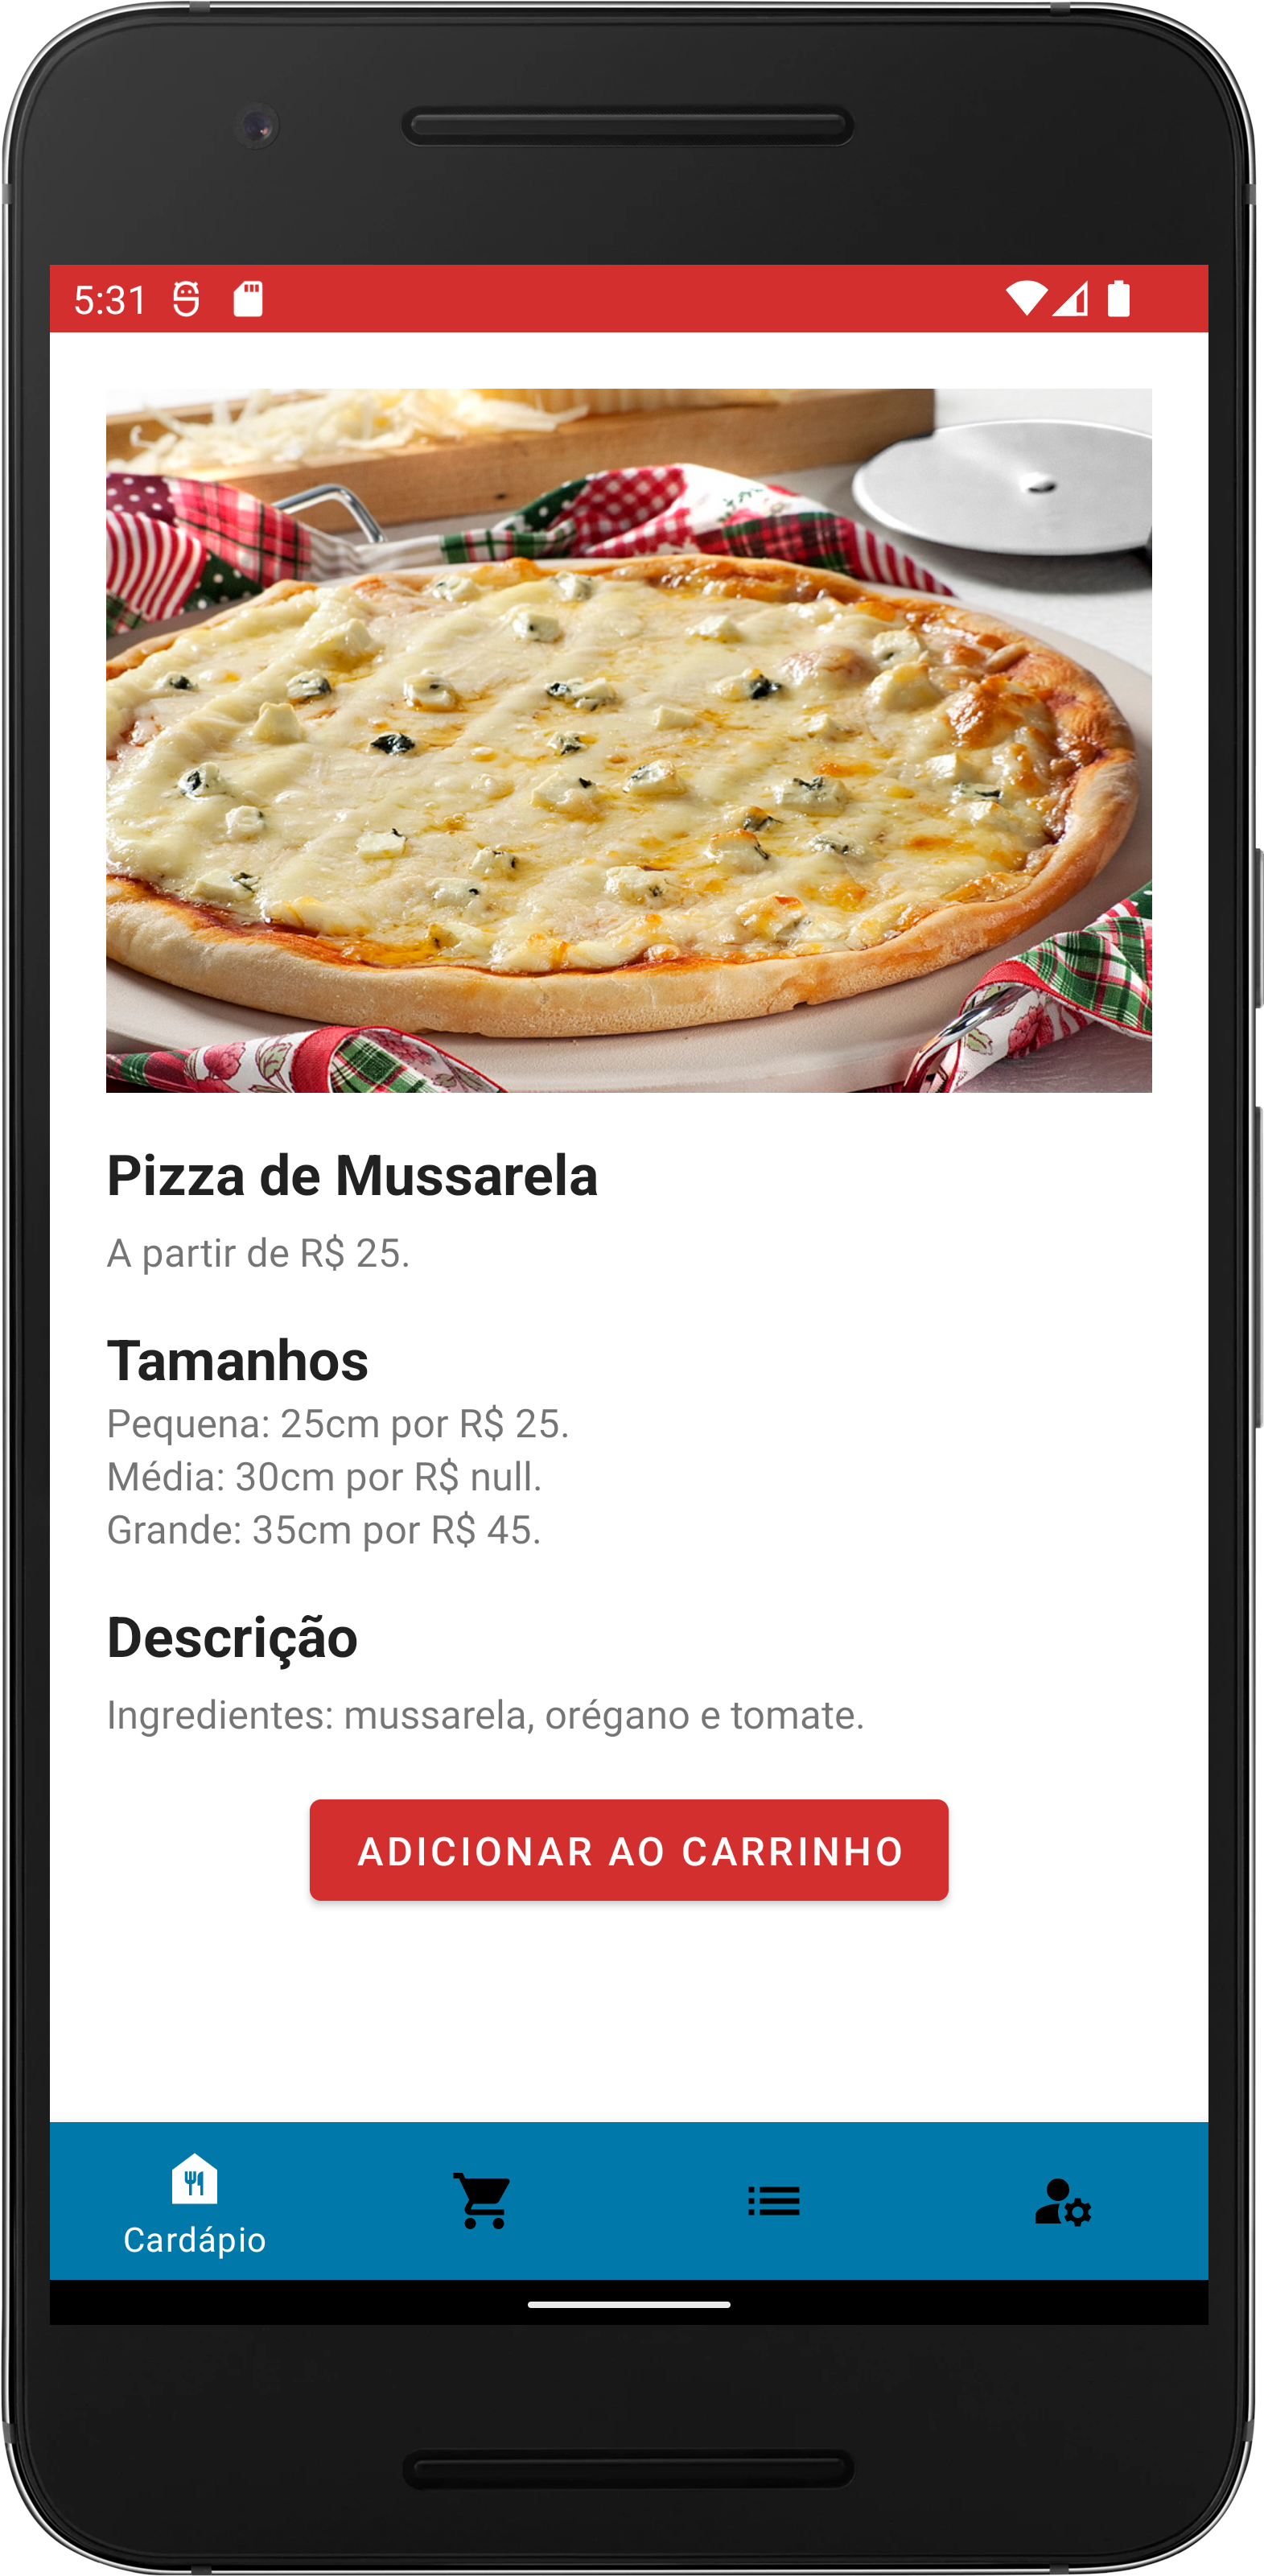 5:31
Pizza de Mussarela
A partir de R$ 25.
Tamanhos
Pequena: 25cm por R$ 25.
Média: 30cm por R$ null.
Grande: 35cm por R$ 45.
Descrição
Ingredientes: mussarela, orégano e tomate.
ADICIONAR AO CARRINHO
Cardápio